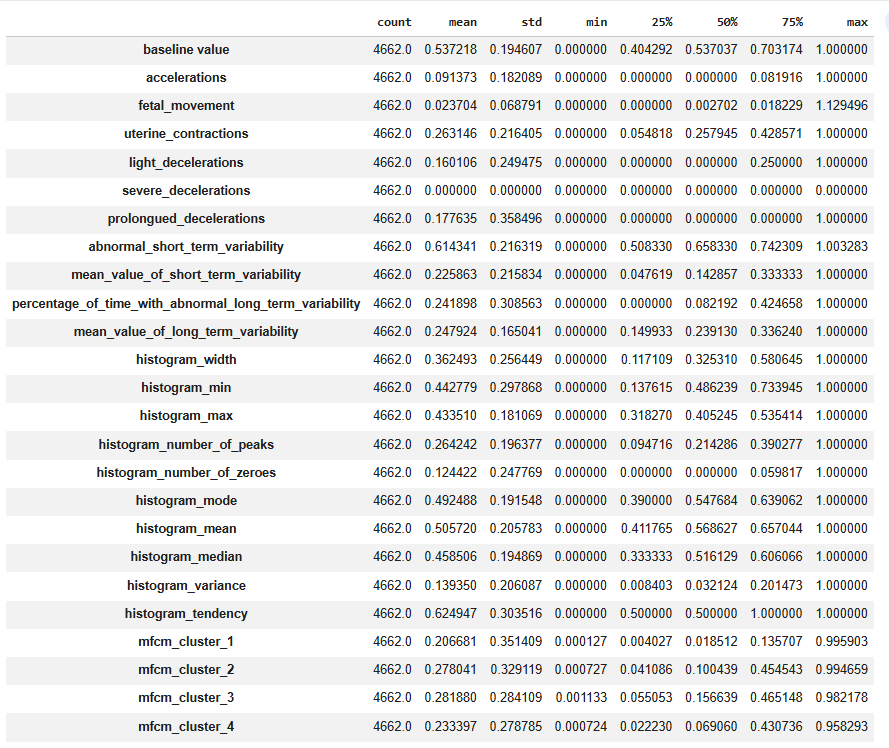 count mean std min 25% 50% 75% max
baseline value 4662.0 0.537218 0.194607 0.000000 0.404292 0.537037 0.703174 1.000000
accelerations 4662.0 0.091373 0.182089 0.000000 0.000000 0.000000 0.081916 1.000000
fetal_movement 4662.0 0.023704 0.068791 0.000000 0.000000 0.002702 0.018229 1.129496
uterine_contractions 4662.0 0.263146 0.216405 0.000000 0.054818 0.257945 0.428571 1.000000
light_decelerations 4662.0 0.160106 0.249475 0.000000 0.000000 0.000000 0.250000 1.000000
severe_decelerations 4662.0 0.000000 0.000000 0.000000 0.000000 0.000000 0.000000 0.000000
prolongued_decelerations 4662.0 0.177635 0.358496 0.000000 0.000000 0.000000 0.000000 1.000000
abnormal_short_term_variability 4662.0 0.614341 0.216319 0.000000 0.508330 0.658330 0.742309 1.003283
mean_value_of_short_term_variability 4662.0 0.225863 0.215834 0.000000 0.047619 0.142857 0.333333 1.000000
percentage_of_time_with_abnormal_long_term_variability 4662.0 0.241898 0.308563 0.000000 0.000000 0.082192 0.424658 1.000000
mean_value_of_long_term_variability 4662.0 0.247924 0.165041 0.000000 0.149933 0.239130 0.336240 1.000000
histogram_width 4662.0 0.362493 0.256449 0.000000 0.117109 0.325310 0.580645 1.000000
histogram_min 4662.0 0.442779 0.297868 0.000000 0.137615 0.486239 0.733945 1.000000
histogram_max 4662.0 0.433510 0.181069 0.000000 0.318270 0.405245 0.535414 1.000000
histogram_number_of_peaks 4662.0 0.264242 0.196377 0.000000 0.094716 0.214286 0.390277 1.000000
histogram_number_of_zeroes 4662.0 0.124422 0.247769 0.000000 0.000000 0.000000 0.059817 1.000000
histogram_mode 4662.0 0.492488 0.191548 0.000000 0.390000 0.547684 0.639062 1.000000
histogram_mean 4662.0 0.505720 0.205783 0.000000 0.411765 0.568627 0.657044 1.000000
histogram_median 4662.0 0.458506 0.194869 0.000000 0.333333 0.516129 0.606066 1.000000
histogram_variance 4662.0 0.139350 0.206087 0.000000 0.008403 0.032124 0.201473 1.000000
histogram_tendency 4662.0 0.624947 0.303516 0.000000 0.500000 0.500000 1.000000 1.000000
mfcm_cluster_1 4662.0 0.206681 0.351409 0.000127 0.004027 0.018512 0.135707 0.995903
mfcm_cluster_2 4662.0 0.278041 0.329119 0.000727 0.041086 0.100439 0.454543 0.994659
mfcm_cluster_3 4662.0 0.281880 0.284109 0.001133 0.055053 0.156639 0.465148 0.982178
mfcm_cluster_4 4662.0 0.233397 0.278785 0.000724 0.022230 0.069060 0.430736 0.958293